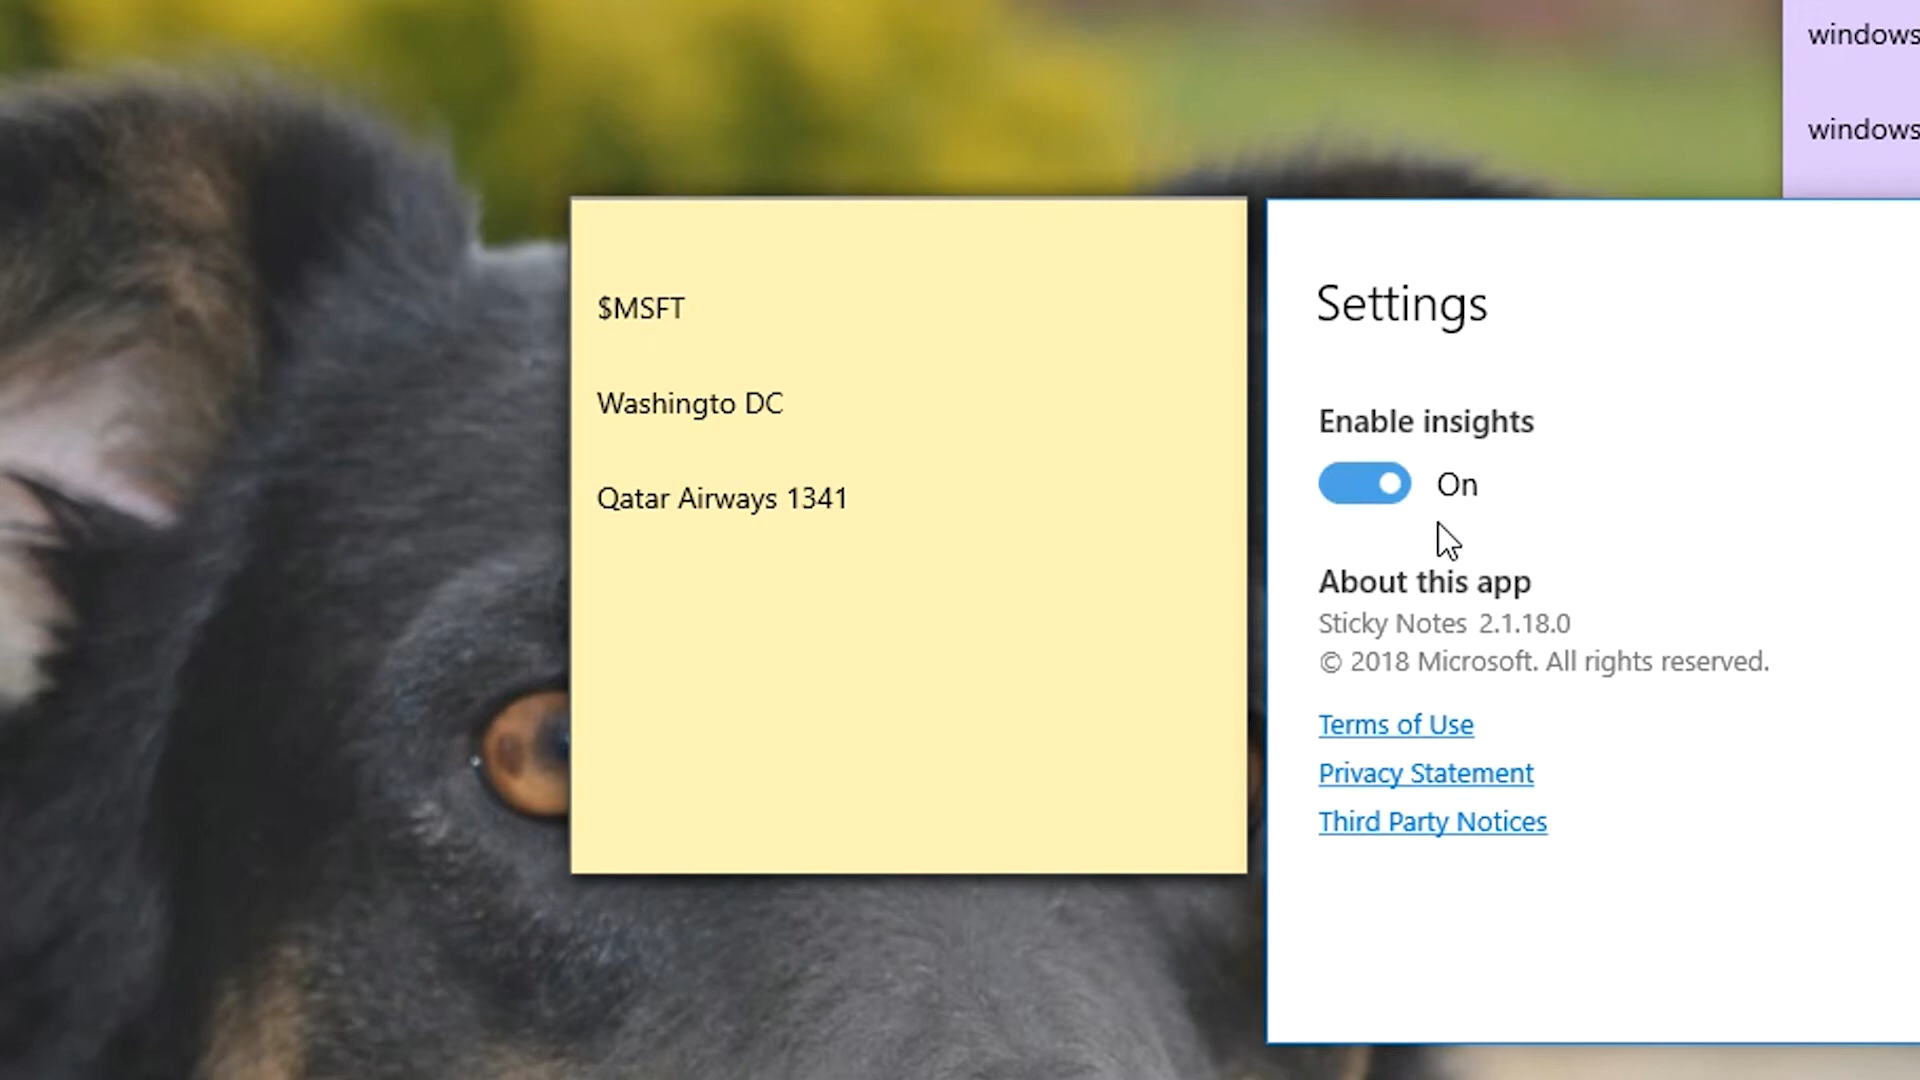 windows
windows
$MSFT
Washingto DC
Qatar Airways 1341
Settings
Enable insights
On
About this app
Sticky Notes 2.1.18.0
© 2018 Microsoft. All rights reserved.
Terms of Use
Privacy Statement
Third Party Notices